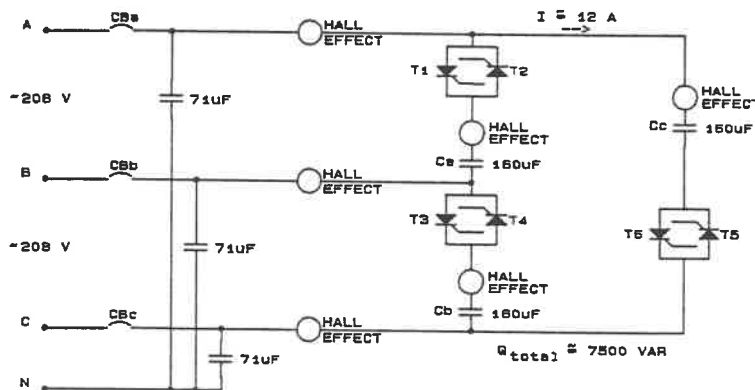 A
CBa
HALL
EFFECT
I ≅ 12 A
-->
T1
T2
HALL
EFFECT
71uF
~208 V
HALL
EFFECT
Cc
160uF
Ca
160uF
B
CBb
HALL
EFFECT
T3
T4
T6
T5
71uF
~208 V
HALL
EFFECT
C
CBc
HALL
EFFECT
Cb
160uF
71uF
Qtotal ≅ 7500 VAR
N